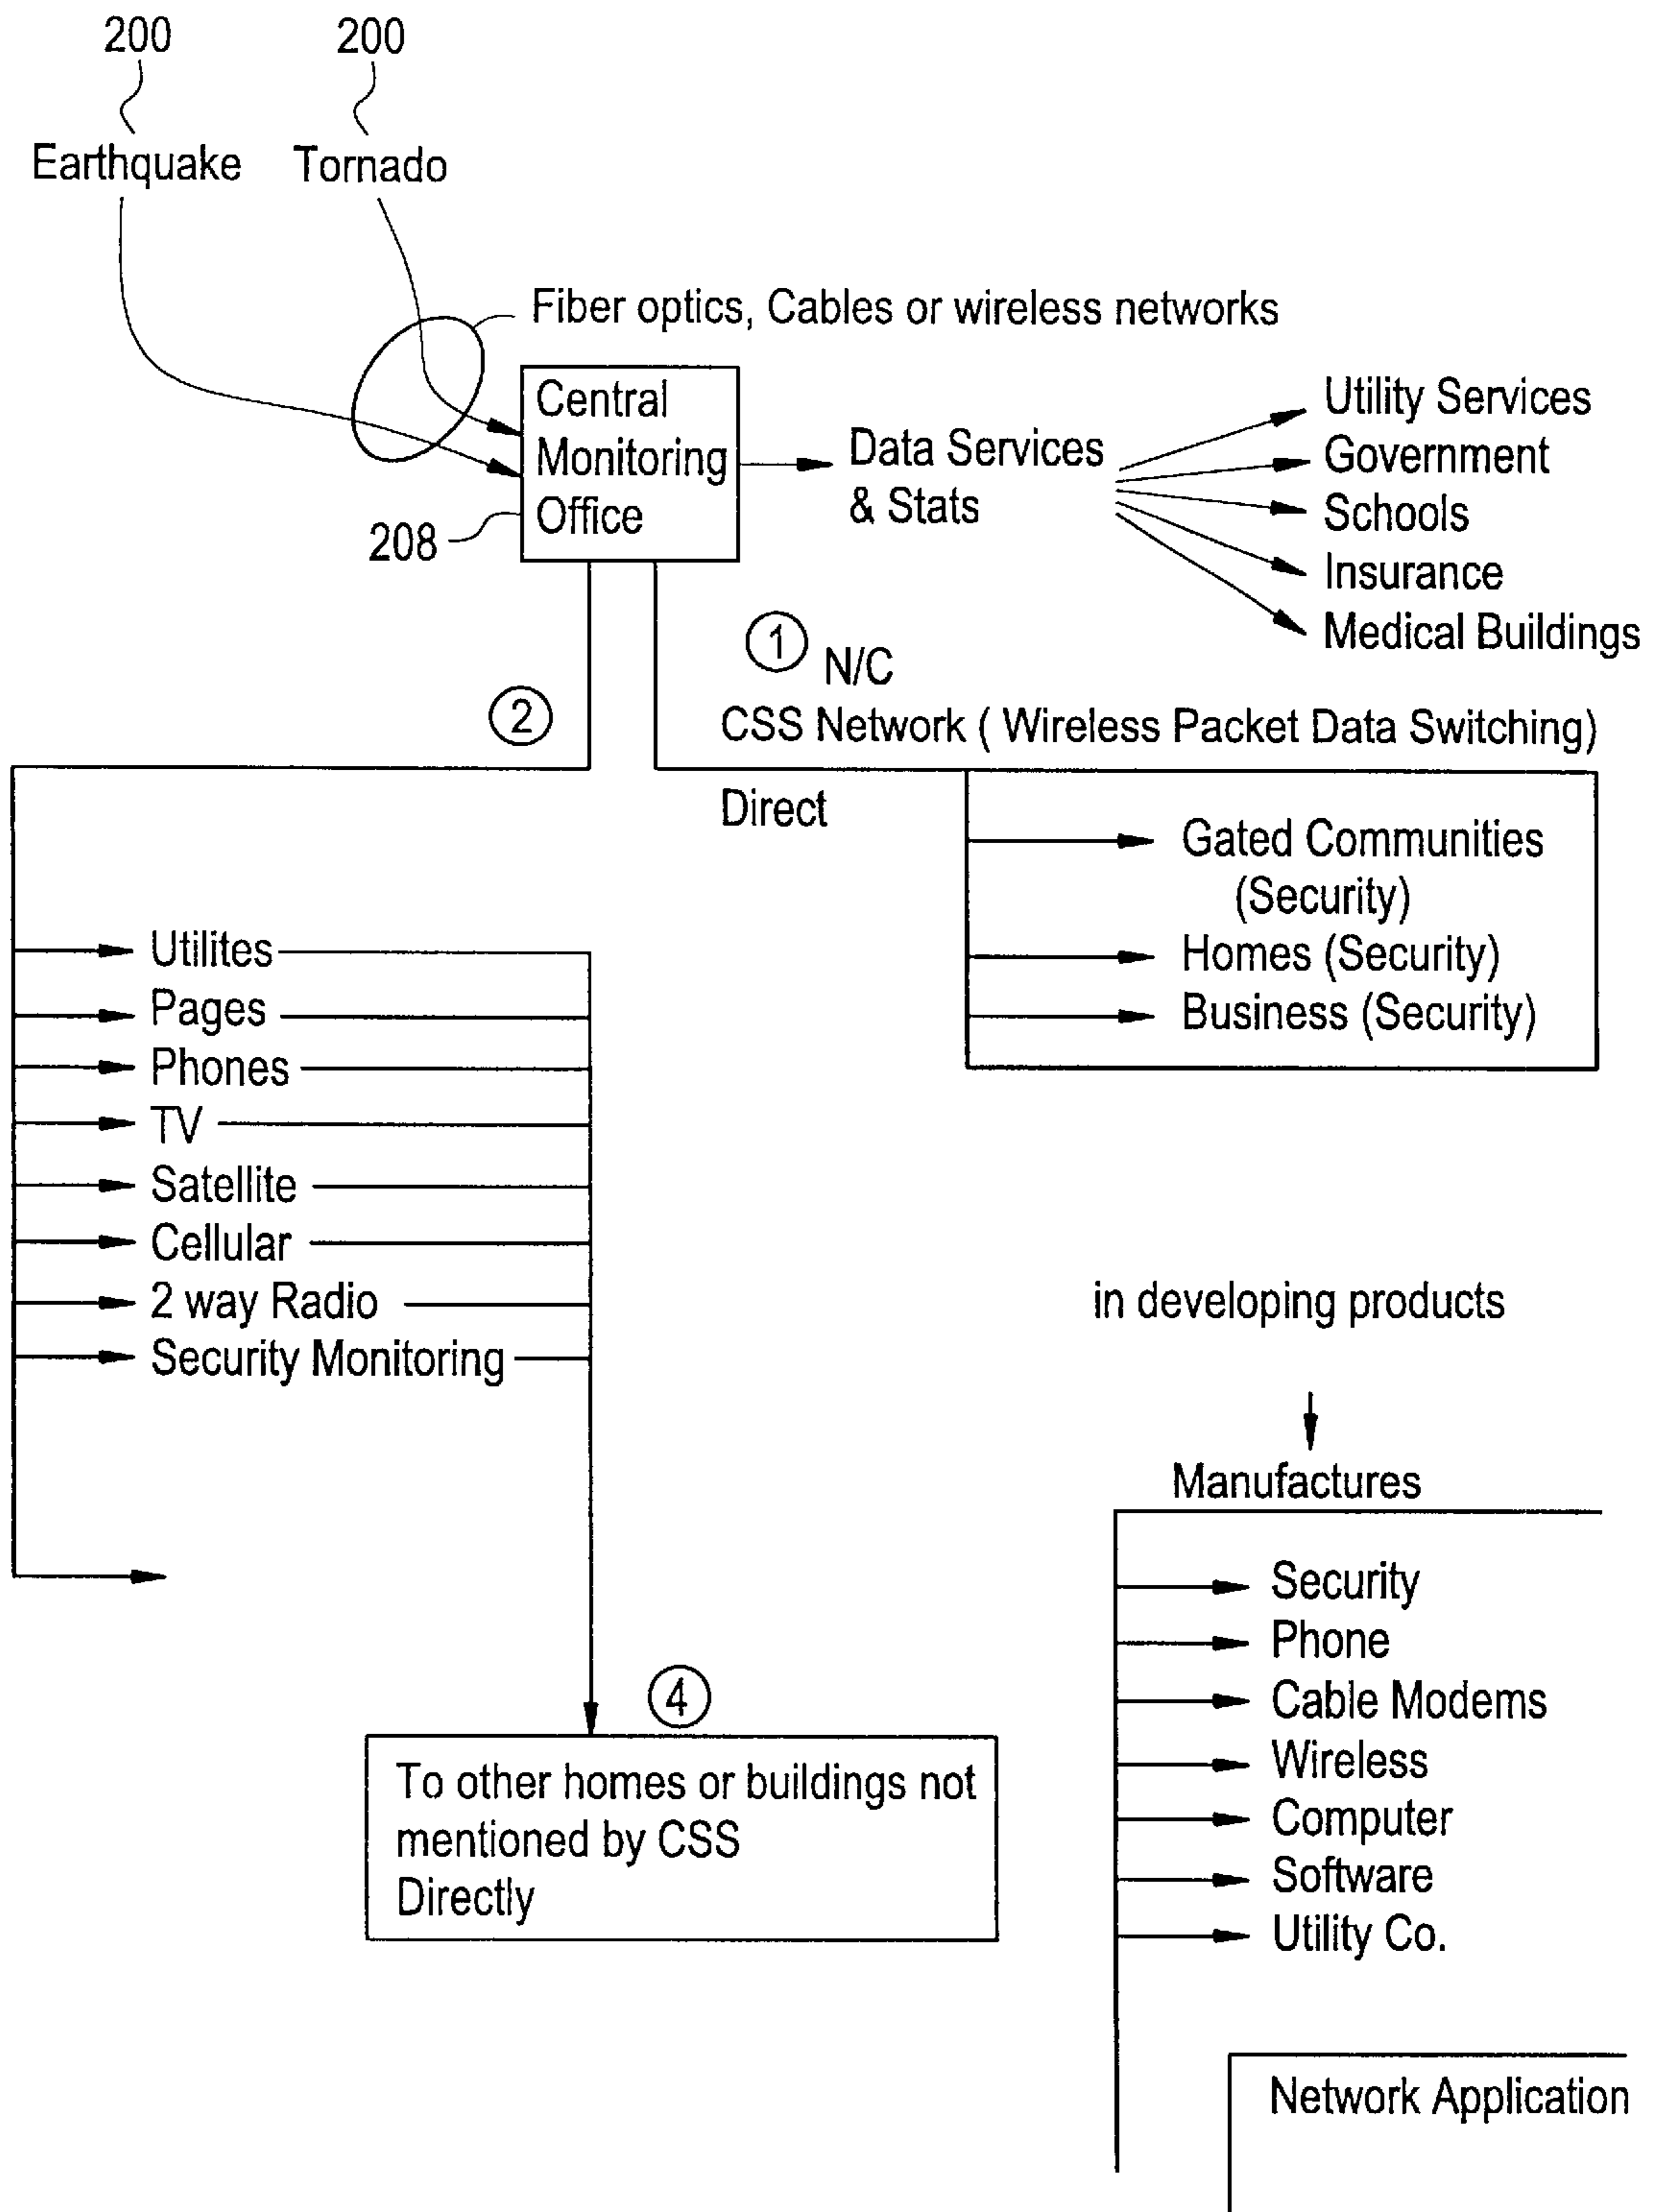 200
200
Earthquake
Tornado
Fiber optics, Cables or wireless networks
Central
Monitoring
Office
208
Data Services
& Stats
Utility Services
Government
Schools
Insurance
Medical Buildings
1
N/C
2
CSS Network ( Wireless Packet Data Switching)
Direct
Gated Communities
(Security)
Homes (Security)
Business (Security)
Utilites
Pages
Phones
TV
Satellite
Cellular
2 way Radio
Security Monitoring
in developing products
Manufactures
Security
Phone
Cable Modems
Wireless
Computer
Software
Utility Co.
4
To other homes or buildings not
mentioned by CSS
Directly
Network Application